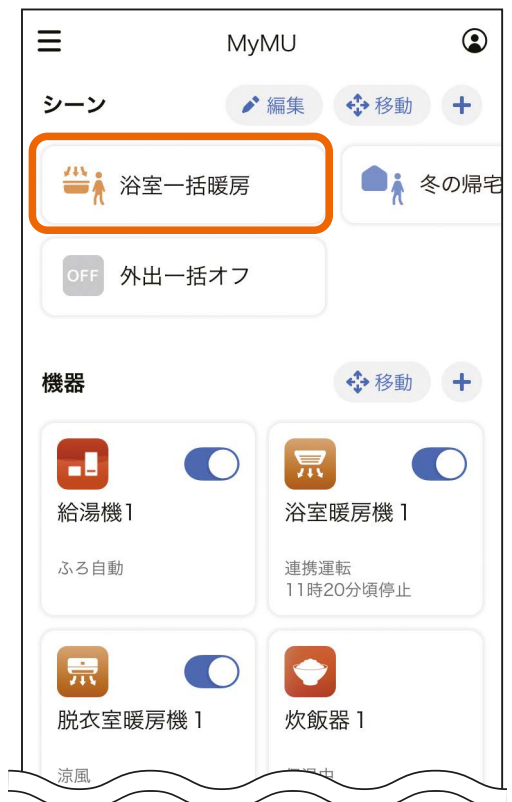 MyMU
シーン
編集
移動
浴室一括暖房
冬の帰宅
OFF 外出一括オフ
機器
移動
給湯機1
ふろ自動
浴室暖房機 1
連携運転
11時20分頃停止
脱衣室暖房機 1
涼風
炊飯器 1